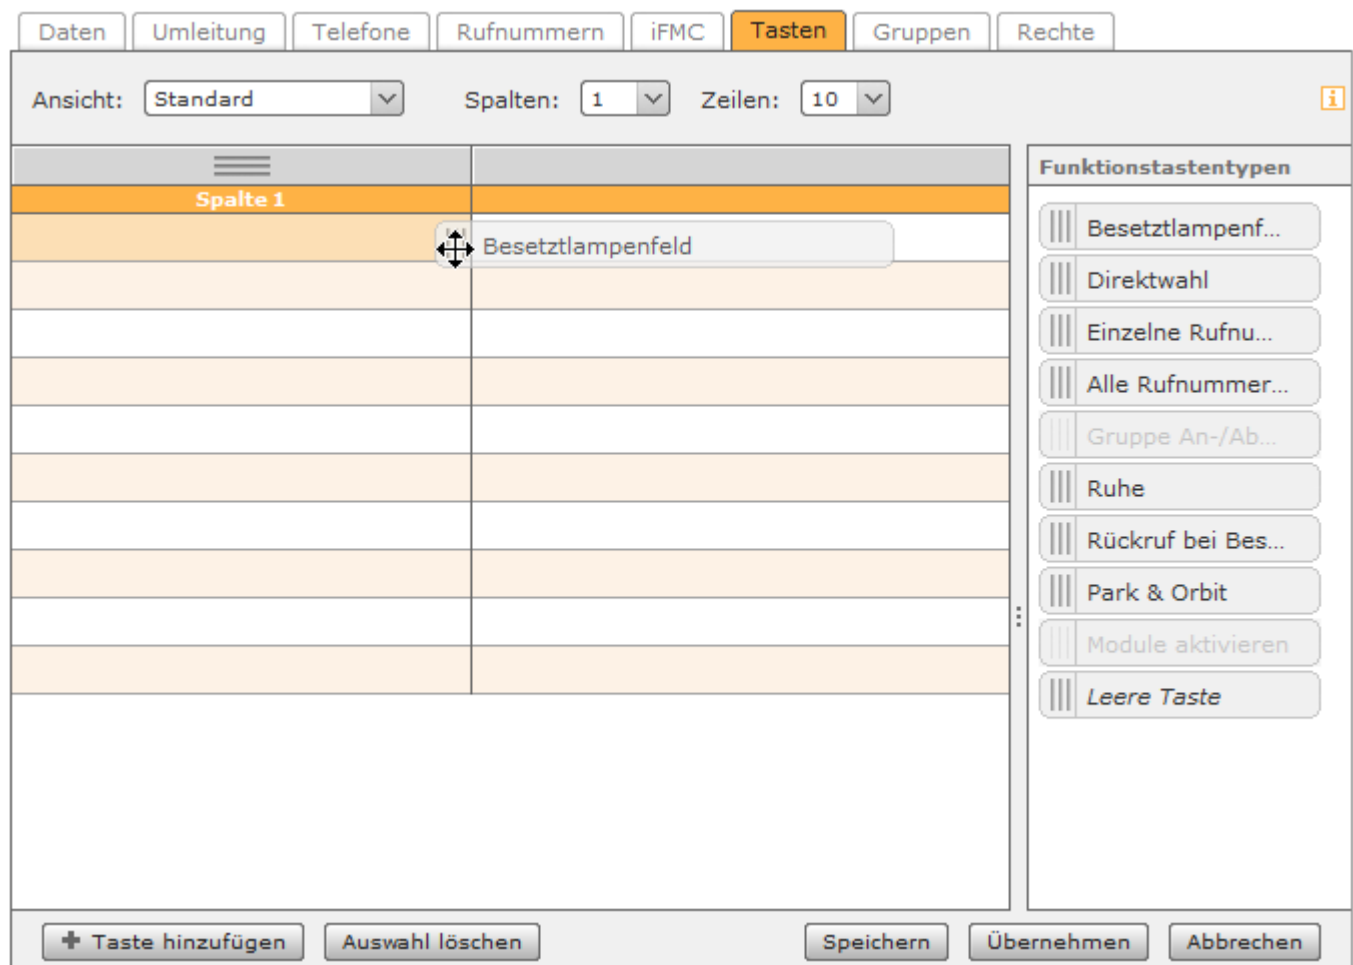 Daten Umleitung Telefone Rufnummern iFMC Tasten Gruppen Rechte
Ansicht: Standard Spalten: 1 Zeilen: 10
Funktionstastentypen
Spalte 1
Besetztlampenfeld
Besetztlampenf...
Direktwahl
Einzelne Rufnu...
Alle Rufnummer...
Gruppe An-/Ab...
Ruhe
Rückruf bei Bes...
Park & Orbit
Module aktivieren
Leere Taste
Taste hinzufügen Auswahl löschen Speichern Übernehmen Abbrechen